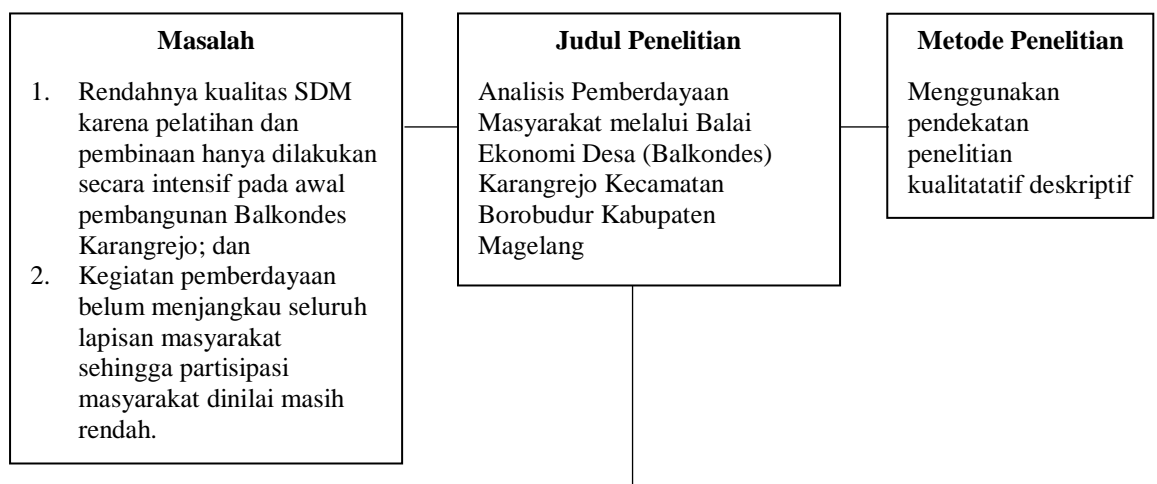 Masalah
1. Rendahnya kualitas SDM
karena pelatihan dan
pembinaan hanya dilakukan
secara intensif pada awal
pembangunan Balkondes
Karangrejo; dan
2. Kegiatan pemberdayaan
belum menjangkau seluruh
lapisan masyarakat
sehingga partisipasi
masyarakat dinilai masih
rendah.
Judul Penelitian
Analisis Pemberdayaan
Masyarakat melalui Balai
Ekonomi Desa (Balkondes)
Karangrejo Kecamatan
Borobudur Kabupaten
Magelang
Metode Penelitian
Menggunakan
pendekatan
penelitian
kualitatatif deskriptif